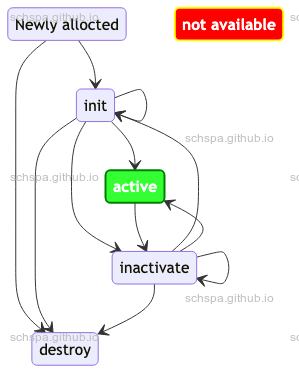 Newly allocted
not available
schspa.github.io
init
schspa.github.io
schspa.github.io
active
inactivate
schspa.github.io
schspa.github.io
destroy